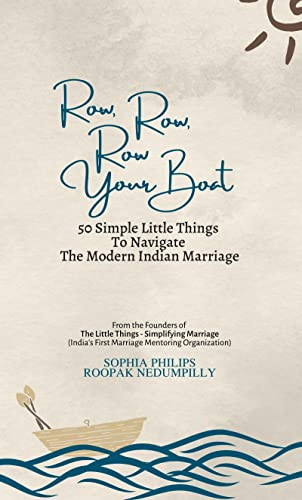 Row, Row,
Row
Your Boat
50 Simple Little Things
To Navigate
The Modern Indian Marriage
From the Founders of
The Little Things - Simplifying Marriage
(India's First Marriage Mentoring Organization)
SOPHIA PHILIPS
ROOPAK NEDUMPILLY